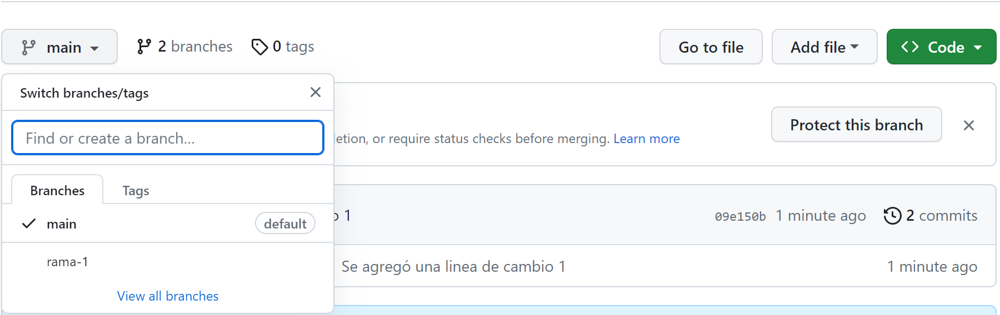 main 2 branches 0 tags Go to file Add file <> Code
Switch branches/tags
Find or create a branch...
Protect this branch
or require status checks before merging. Learn more
Branches Tags
main default
1 09e150b 1 minute ago 2 commits
rama-1
Se agregó una linea de cambio 1 1 minute ago
View all branches